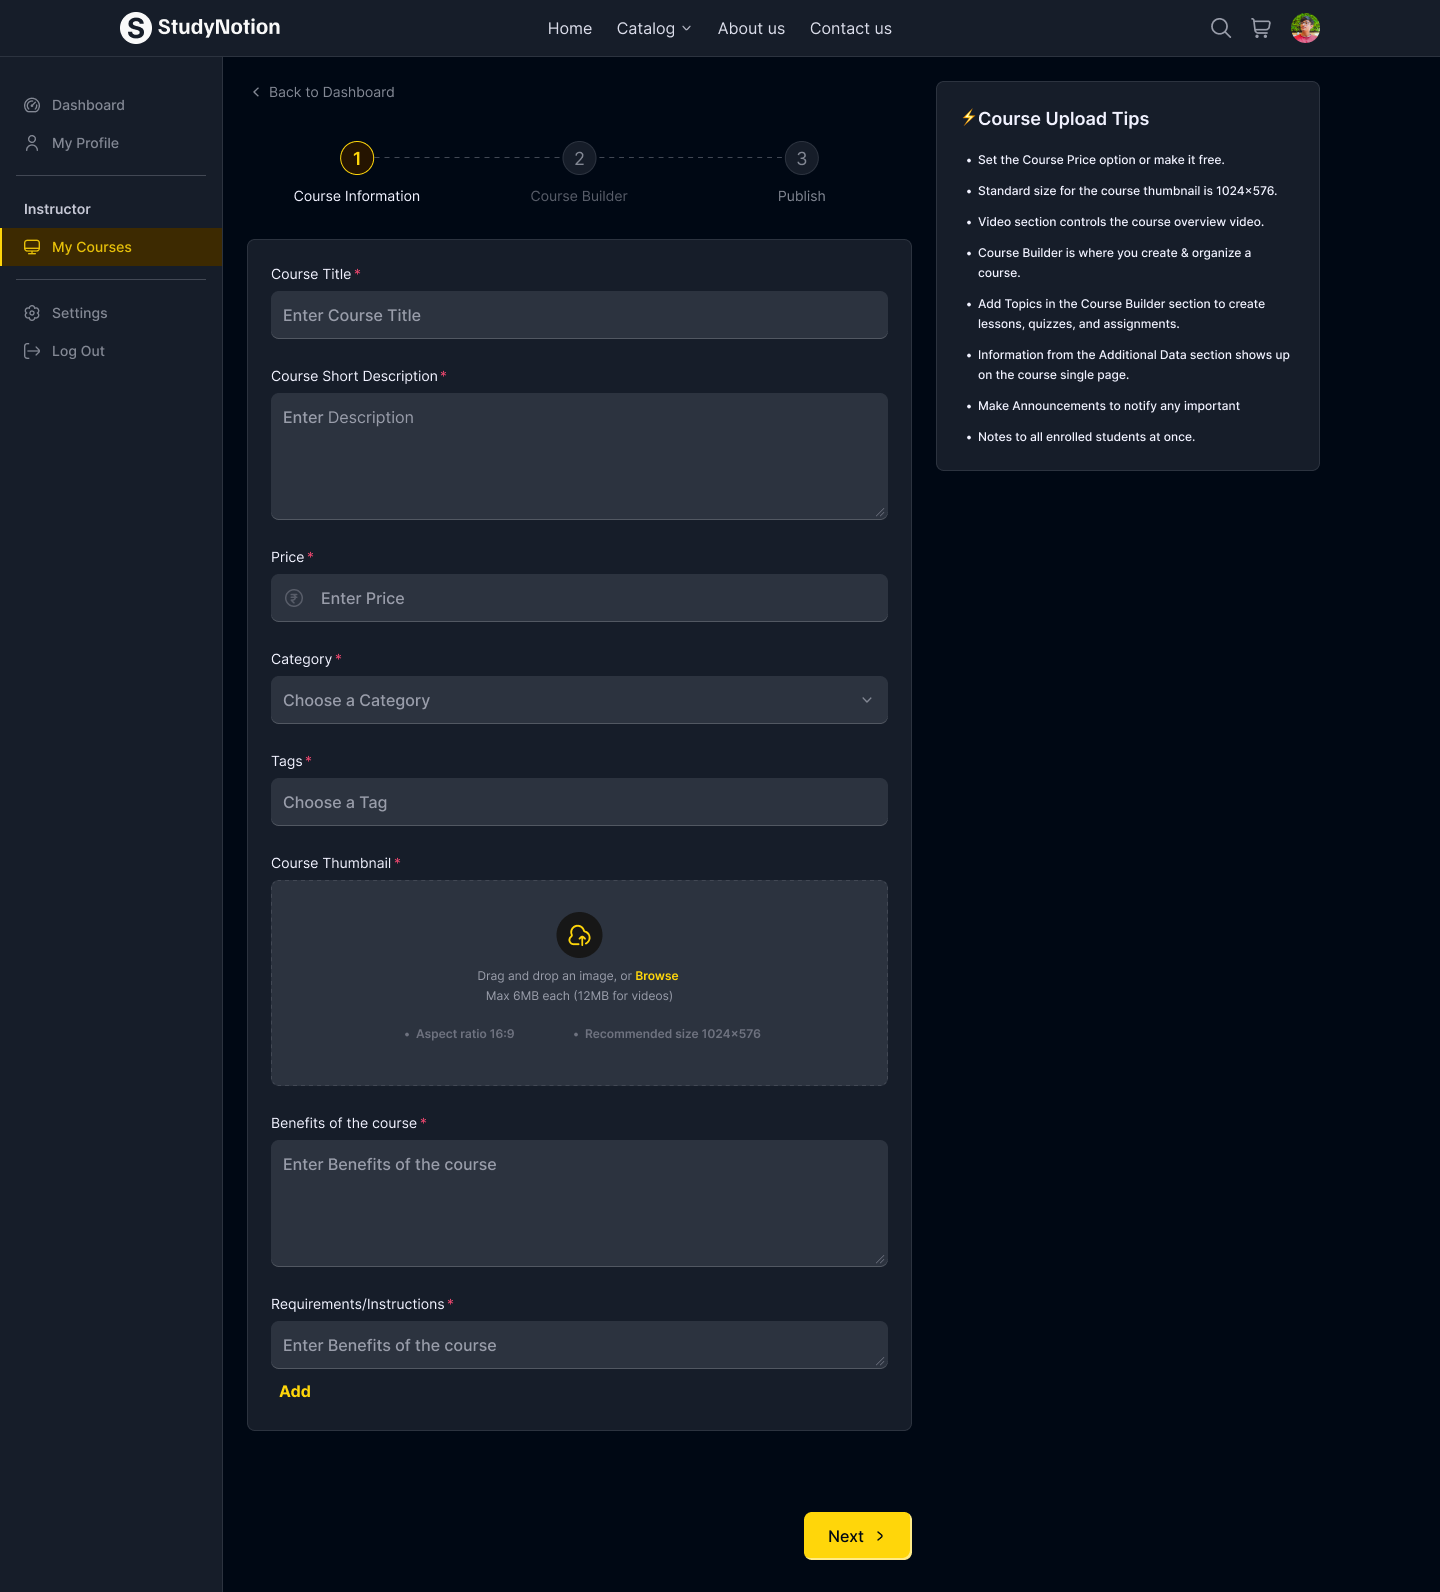 S StudyNotion
Home Catalog About us Contact us
Dashboard
My Profile
Instructor
My Courses
Settings
Log Out
Back to Dashboard
1 2 3
Course Information Course Builder Publish
Course Title *
Enter Course Title
Course Short Description *
Enter Description
Price *
₹ Enter Price
Category *
Choose a Category
Tags *
Choose a Tag
Course Thumbnail *
Drag and drop an image, or Browse
Max 6MB each (12MB for videos)
• Aspect ratio 16:9 • Recommended size 1024×576
Benefits of the course *
Enter Benefits of the course
Requirements/Instructions *
Enter Benefits of the course
Add
Next
⚡Course Upload Tips
• Set the Course Price option or make it free.
• Standard size for the course thumbnail is 1024×576.
• Video section controls the course overview video.
• Course Builder is where you create & organize a
course.
• Add Topics in the Course Builder section to create
lessons, quizzes, and assignments.
• Information from the Additional Data section shows up
on the course single page.
• Make Announcements to notify any important
• Notes to all enrolled students at once.